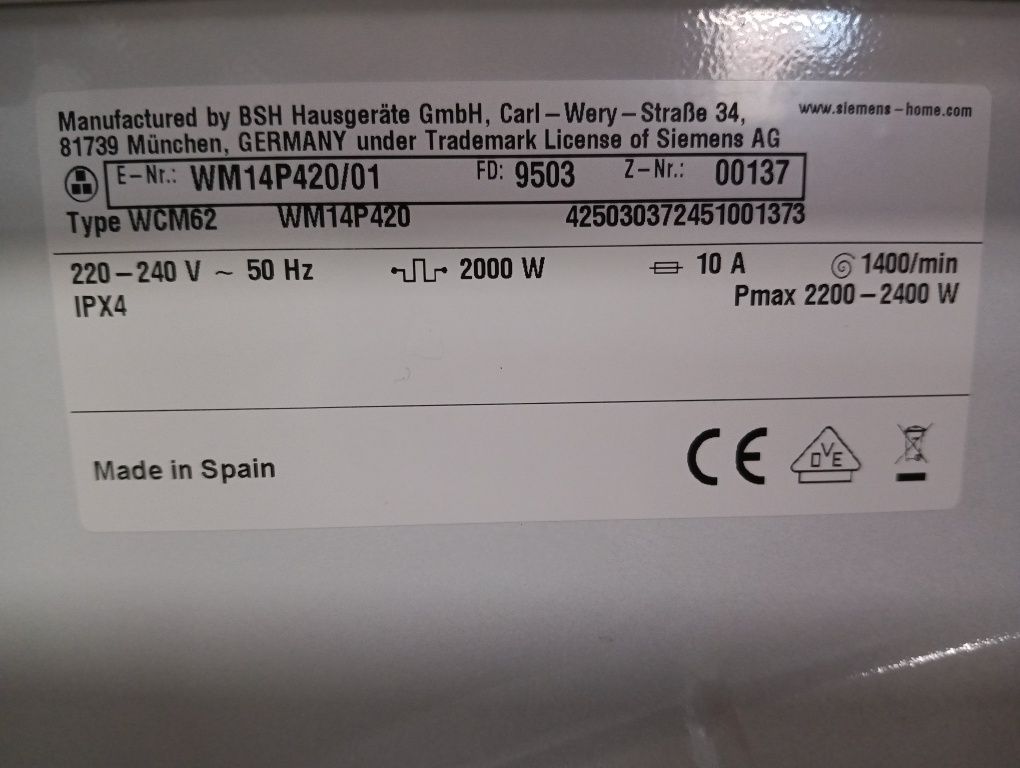 Manufactured by BSH Hausgeräte GmbH, Carl-Wery-Straße 34,
81739 München, GERMANY under Trademark License of Siemens AG
www.siemens-home.com
E-Nr.: WM14P420/01 FD: 9503 Z-Nr.: 00137
Type WCM62 WM14P420 425030372451001373
220-240 V ~ 50 Hz 2000 W 10 A 1400/min
IPX4 Pmax 2200-2400 W
Made in Spain CE DVE